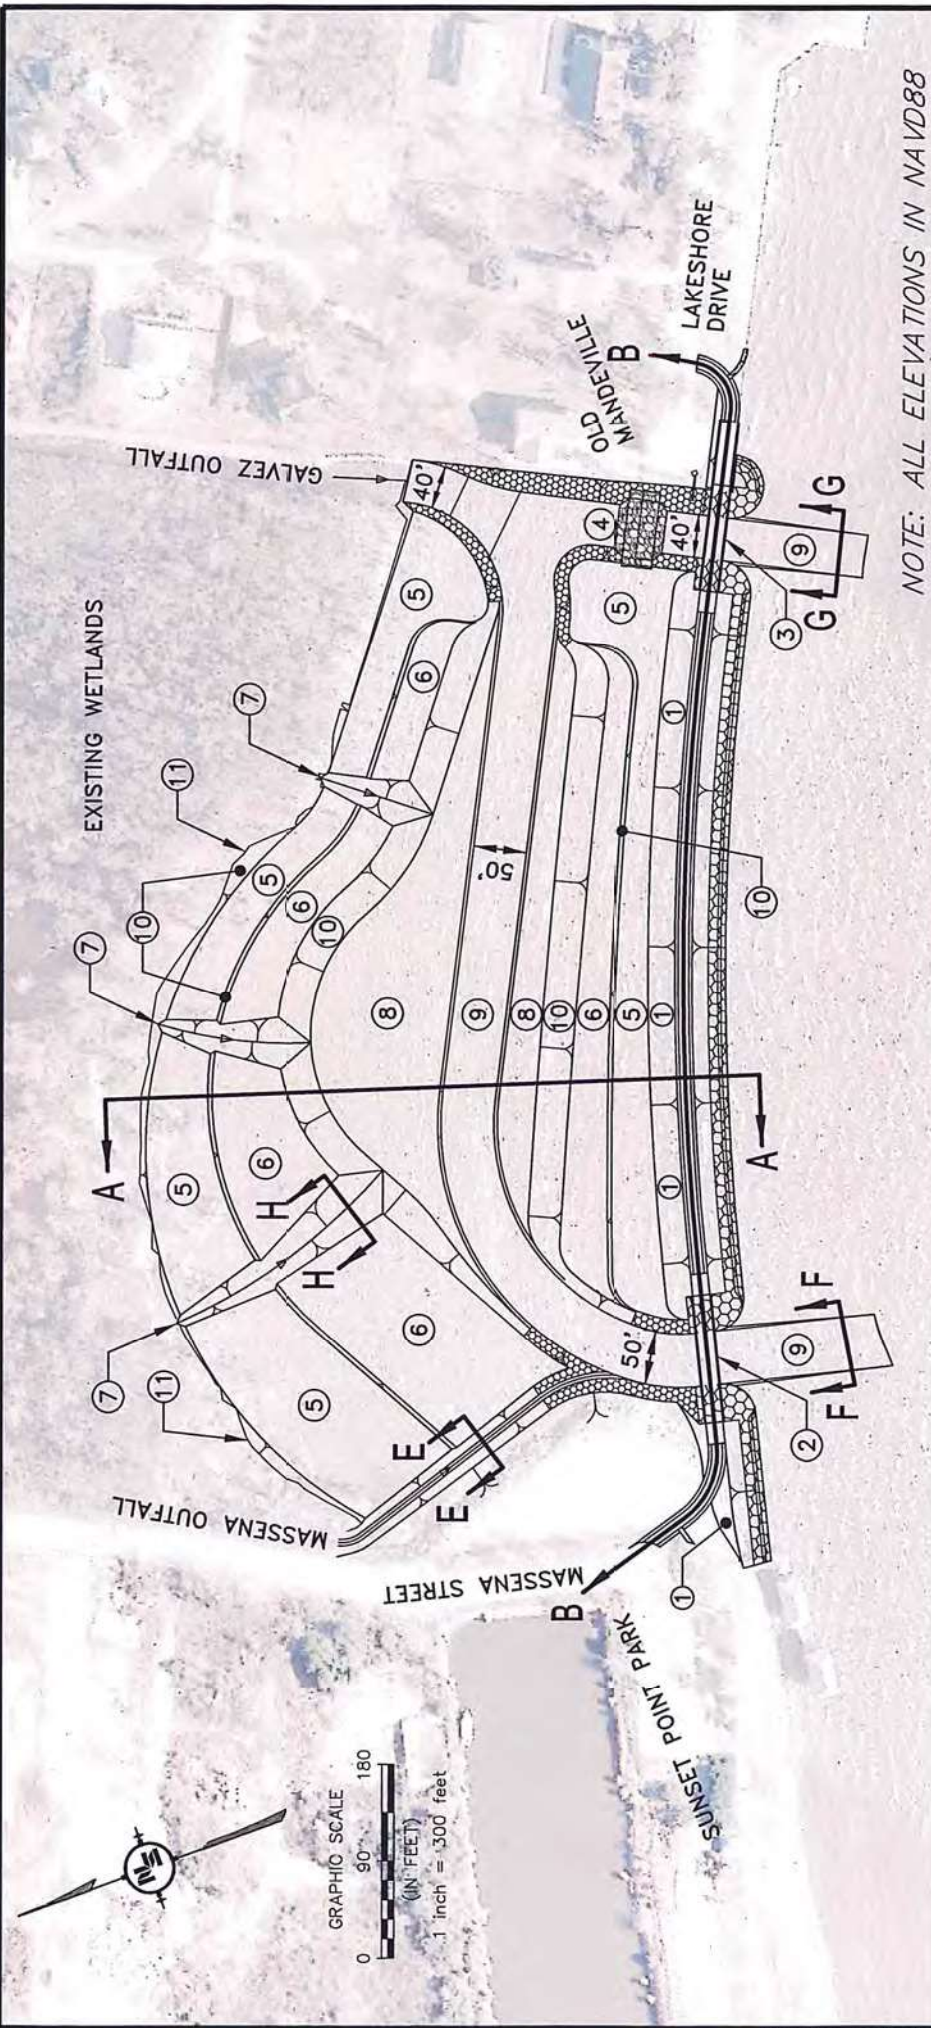 EXISTING WETLANDS
GALVEZ OUTFALL
MASSENA OUTFALL
MASSENA STREET
SUNSET POINT PARK
OLD
MANDEVILLE
LAKESHORE
DRIVE
N
GRAPHIC SCALE
0 90 180
(IN FEET)
1 inch = 300 feet
7
11
7
10
11
7
A
5
5
5
5
6
6
6
6
10
H
H
E
E
8
9
8
10
6
5
1
40'
50'
4
5
40'
50'
1
1
10
B
B
A
1
2
3
F
F
9
G
G
9
NOTE: ALL ELEVATIONS IN NAVD88